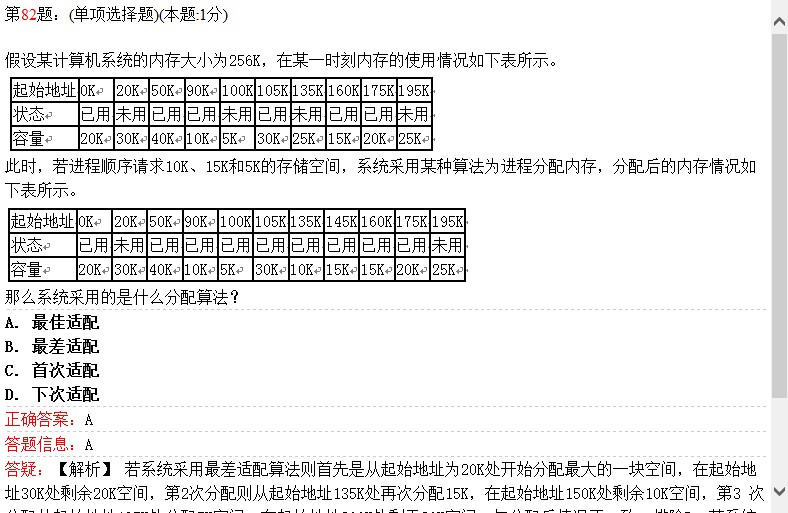 第82题：(单项选择题)(本题:1分)
假设某计算机系统的内存大小为256K，在某一时刻内存的使用情况如下表所示。
起始地址 0K 20K 50K 90K 100K 105K 135K 160K 175K 195K
状态 已用 未用 已用 已用 未用 已用 未用 已用 已用 未用
容量 20K 30K 40K 10K 5K 30K 25K 15K 20K 25K
此时，若进程顺序请求10K、15K和5K的存储空间，系统采用某种算法为进程分配内存，分配后的内存情况如
下表所示。
起始地址 0K 20K 50K 90K 100K 105K 135K 145K 160K 175K 195K
状态 已用 未用 已用 已用 已用 已用 已用 已用 已用 已用 未用
容量 20K 30K 40K 10K 5K 30K 10K 15K 15K 20K 25K
那么系统采用的是什么分配算法？
A. 最佳适配
B. 最差适配
C. 首次适配
D. 下次适配
正确答案：A
答题信息：A
答疑：【解析】 若系统采用最差适配算法则首先是从起始地址为20K处开始分配最大的一块空间，在起始地
址30K处剩余20K空间，第2次分配则从起始地址135K处再次分配15K，在起始地址150K处剩余10K空间，第3 次